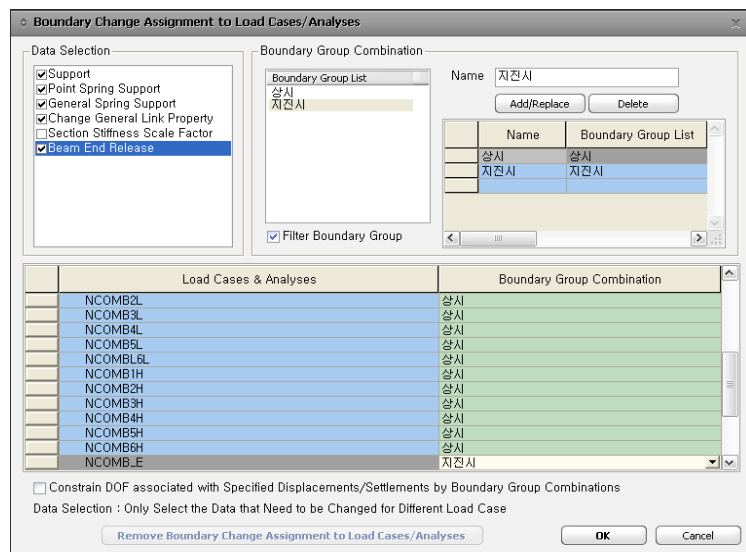 Boundary Change Assignment to Load Cases/Analyses
Data Selection
Support
Point Spring Support
General Spring Support
Change General Link Property
Section Stiffness Scale Factor
Beam End Release
Boundary Group Combination
Boundary Group List
상시
지진시
Filter Boundary Group
Name 지진시
Add/Replace Delete
Name Boundary Group List
상시 상시
지진시 지진시
Load Cases & Analyses Boundary Group Combination
NCOMB2L 상시
NCOMB3L 상시
NCOMB4L 상시
NCOMB5L 상시
NCOMBL6L 상시
NCOMB1H 상시
NCOMB2H 상시
NCOMB3H 상시
NCOMB4H 상시
NCOMB5H 상시
NCOMB6H 상시
NCOMB_E 지진시
Constrain DOF associated with Specified Displacements/Settlements by Boundary Group Combinations
Data Selection : Only Select the Data that Need to be Changed for Different Load Case
Remove Boundary Change Assignment to Load Cases/Analyses OK Cancel